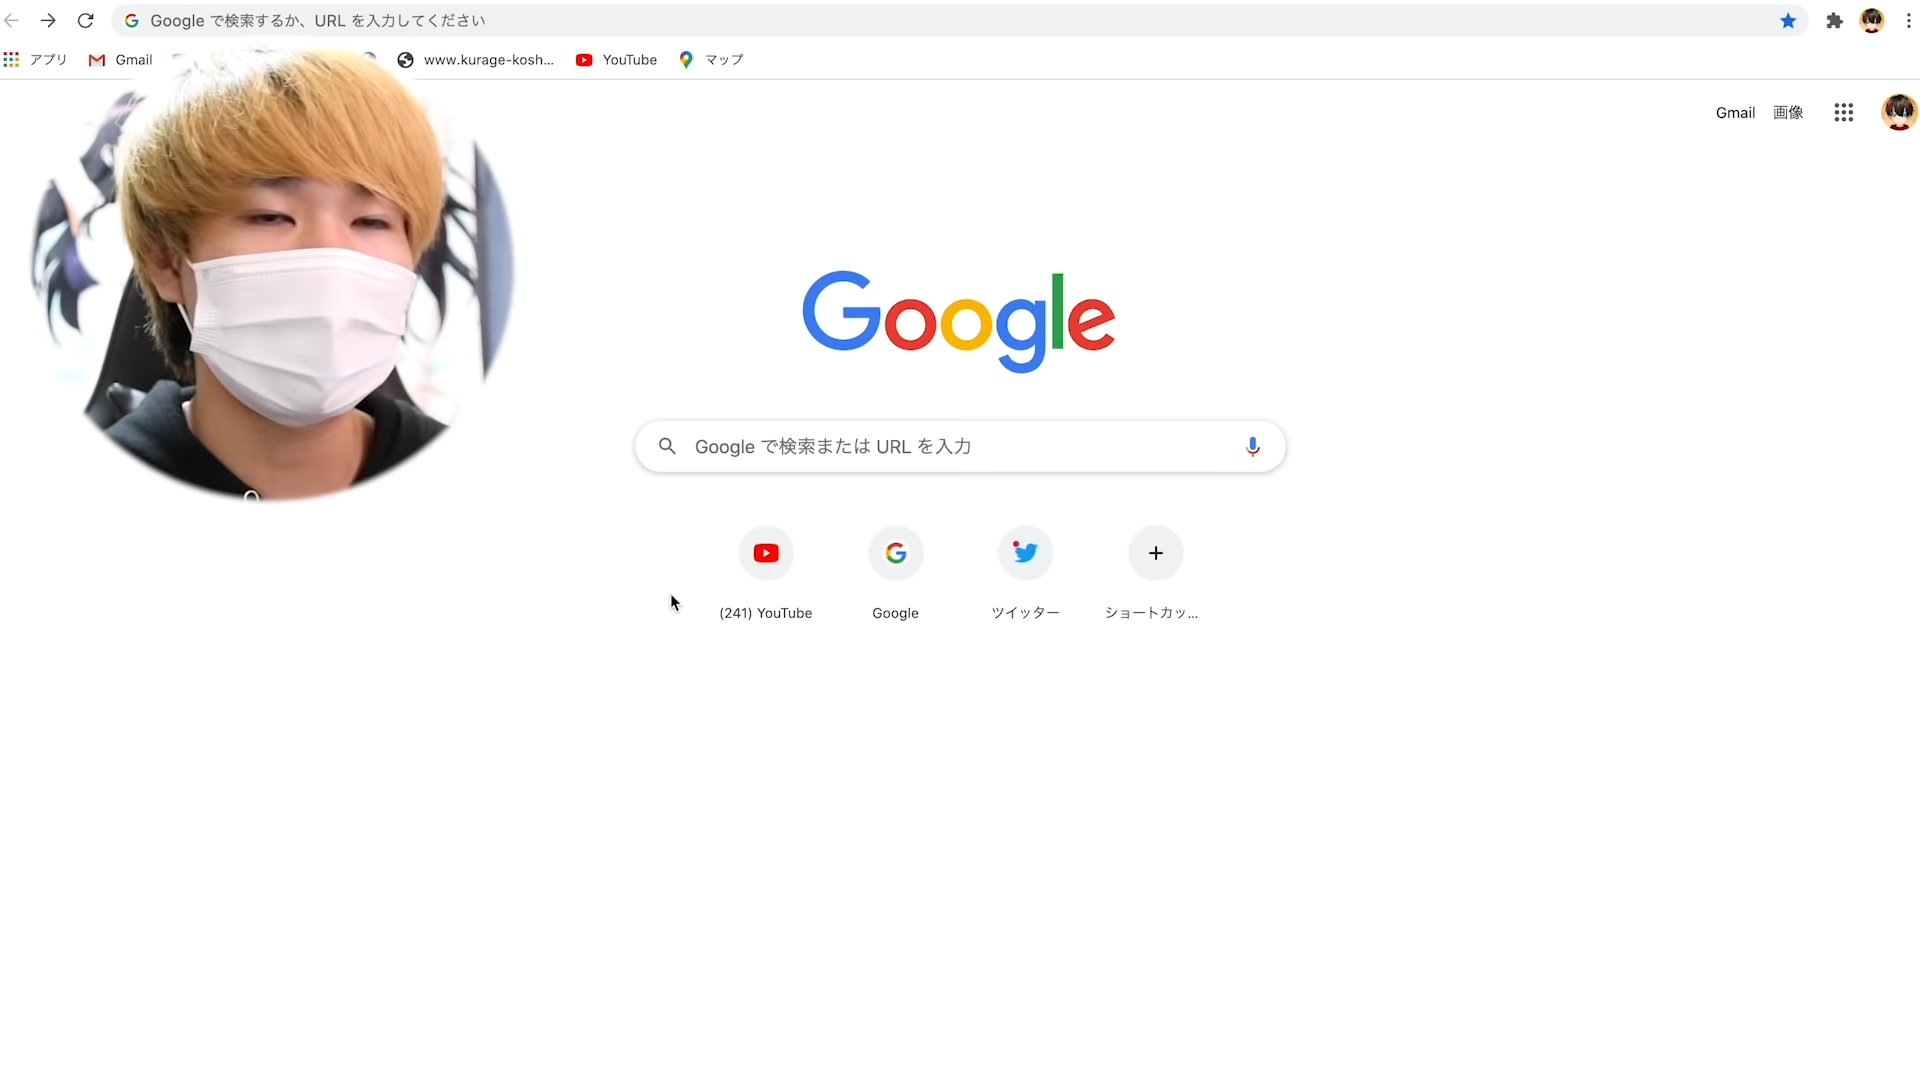 Google で検索するか、URL を入力してください
アプリ
Gmail
www.kurage-kosh...
YouTube
マップ
Gmail
画像
Google
Google で検索または URL を入力
(241) YouTube
Google
ツイッター
ショートカッ...